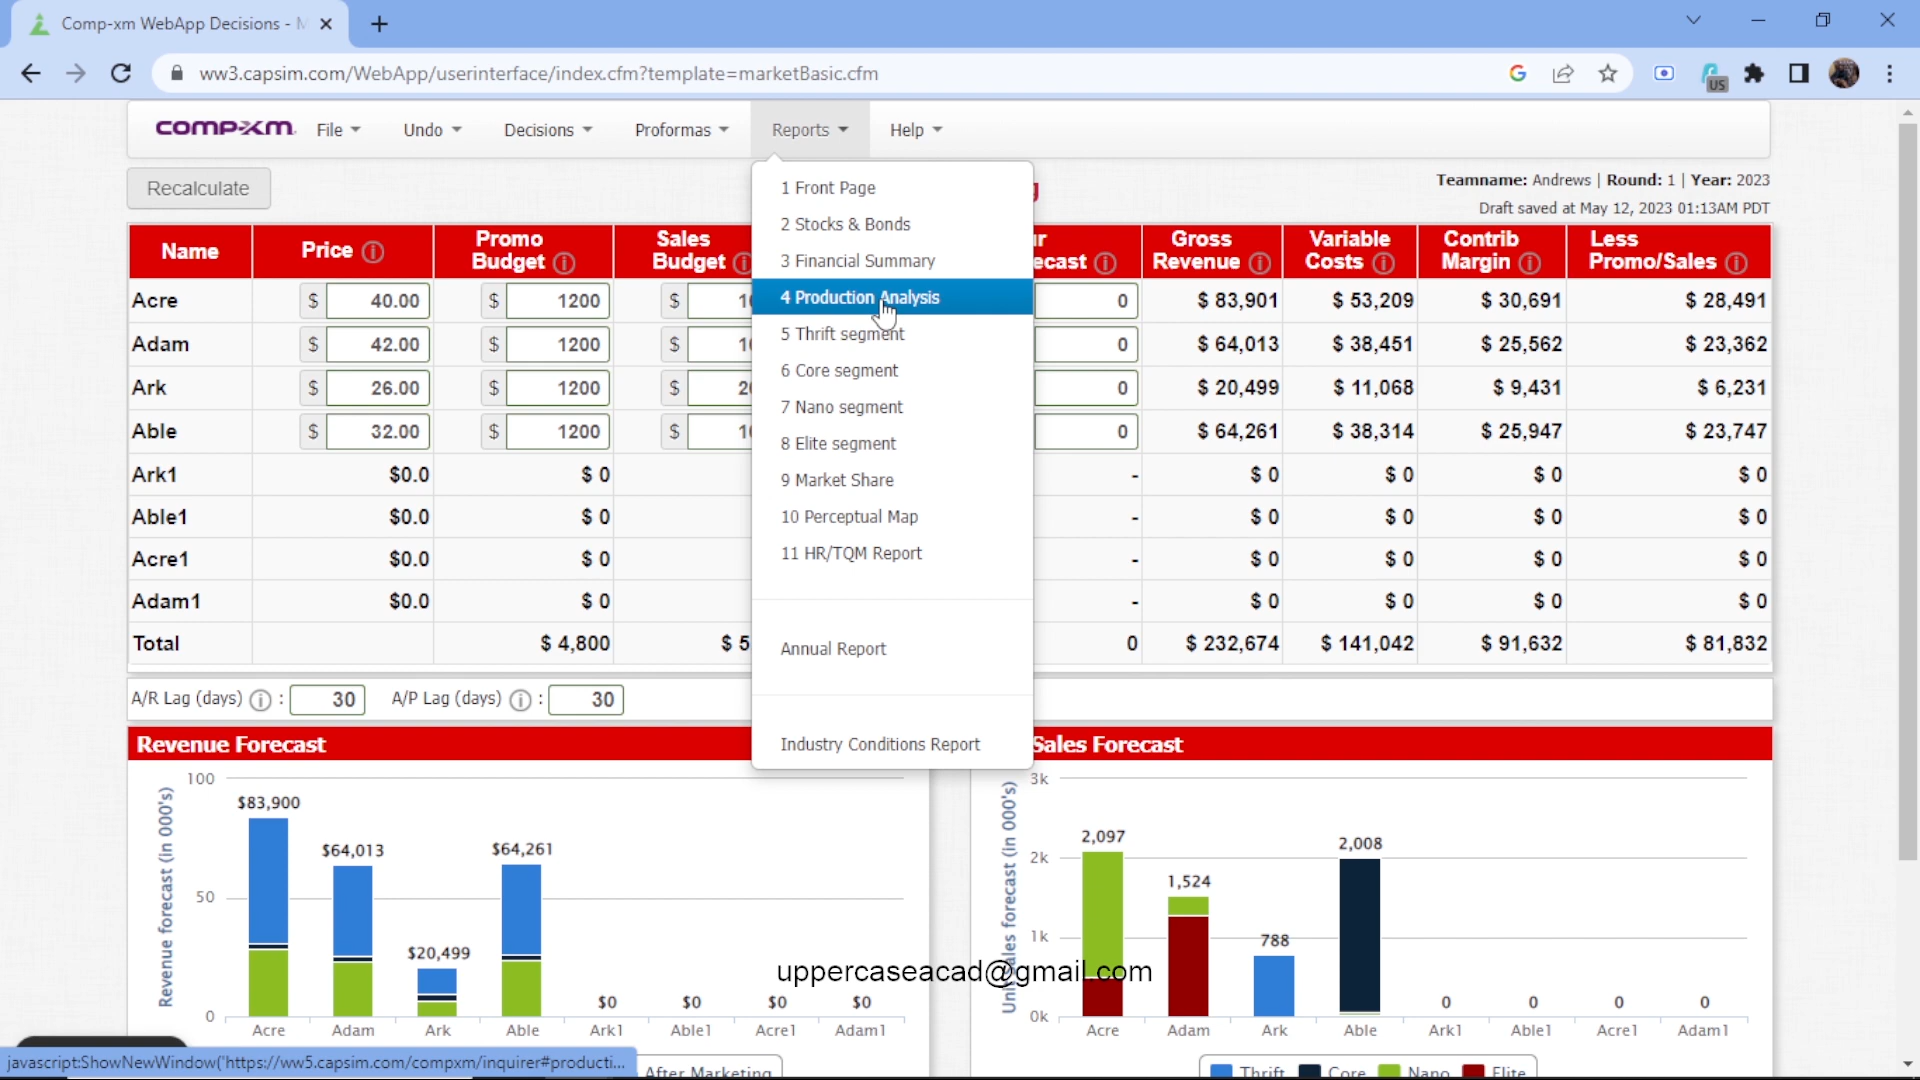 Comp-xm WebApp Decisions - M
ww3.capsim.com/WebApp/userinterface/index.cfm?template=marketBasic.cfm
US
COMP-XM
File
Undo
Decisions
Proformas
Reports
Help
Recalculate
1 Front Page
2 Stocks & Bonds
3 Financial Summary
4 Production Analysis
5 Thrift segment
6 Core segment
7 Nano segment
8 Elite segment
9 Market Share
10 Perceptual Map
11 HR/TQM Report
Annual Report
Industry Conditions Report
Teamname: Andrews | Round: 1 | Year: 2023
Draft saved at May 12, 2023 01:13AM PDT
Name Price Promo Budget Sales Budget Gross Revenue Variable Costs Contrib Margin Less Promo/Sales
Acre $ 40.00 $ 1200 $ 0 $ 83,901 $ 53,209 $ 30,691 $ 28,491
Adam $ 42.00 $ 1200 $ 0 $ 64,013 $ 38,451 $ 25,562 $ 23,362
Ark $ 26.00 $ 1200 $ 0 $ 20,499 $ 11,068 $ 9,431 $ 6,231
Able $ 32.00 $ 1200 $ 0 $ 64,261 $ 38,314 $ 25,947 $ 23,747
Ark1 $0.0 $ 0 - $ 0 $ 0 $ 0 $ 0
Able1 $0.0 $ 0 - $ 0 $ 0 $ 0 $ 0
Acre1 $0.0 $ 0 - $ 0 $ 0 $ 0 $ 0
Adam1 $0.0 $ 0 - $ 0 $ 0 $ 0 $ 0
Total $ 4,800 $ 5 0 $ 232,674 $ 141,042 $ 91,632 $ 81,832
A/R Lag (days) : 30 A/P Lag (days) : 30
Revenue Forecast
Revenue forecast (in 000's)
100
50
0
$83,900
$64,013
$20,499
$64,261
$0 $0 $0 $0
Acre Adam Ark Able Ark1 Able1 Acre1 Adam1
After Marketing
Sales Forecast
Unit sales forecast (in 000's)
3k
2k
1k
0k
2,097
1,524
788
2,008
0 0 0 0
Acre Adam Ark Able Ark1 Able1 Acre1 Adam1
Thrift Core Nano Elite
uppercaseacad@gmail.com
javascript:ShowNewWindow('https://ww5.capsim.com/compxm/inquirer#producti...